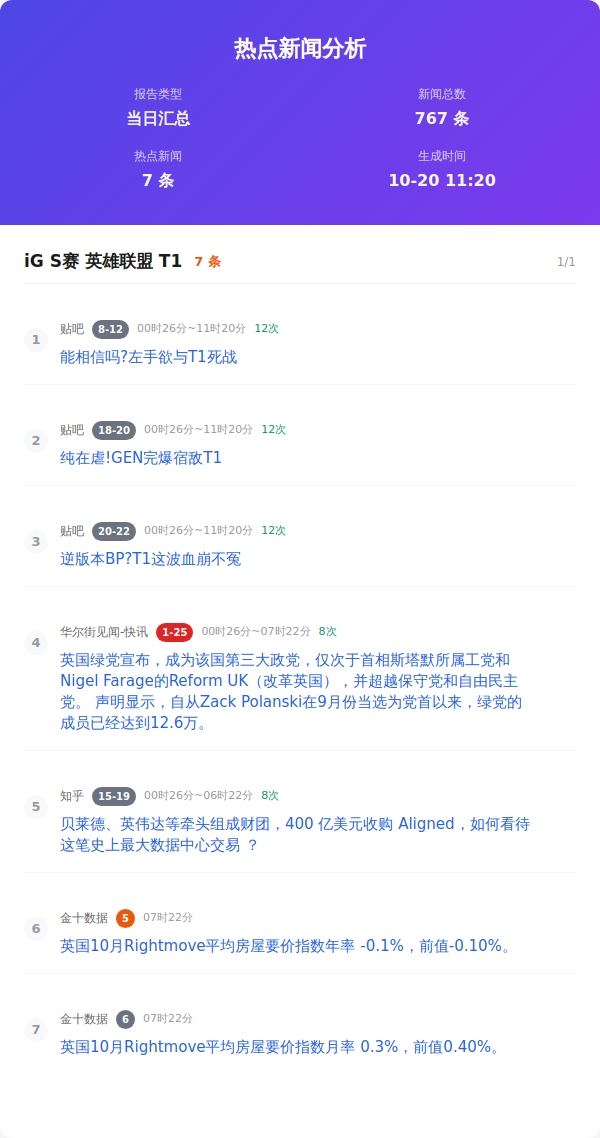 热点新闻分析
报告类型
新闻总数
当日汇总
767 条
热点新闻
生成时间
7 条
10-20 11:20
iG S赛 英雄联盟 T1 7 条 1/1
1 贴吧 8-12 00时26分~11时20分 12次
能相信吗?左手欲与T1死战
2 贴吧 18-20 00时26分~11时20分 12次
纯在虐!GEN完爆宿敌T1
3 贴吧 20-22 00时26分~11时20分 12次
逆版本BP?T1这波血崩不冤
4 华尔街见闻-快讯 1-25 00时26分~07时22分 8次
英国绿党宣布，成为该国第三大政党，仅次于首相斯塔默所属工党和
Nigel Farage的Reform UK（改革英国），并超越保守党和自由民主
党。 声明显示，自从Zack Polanski在9月份当选为党首以来，绿党的
成员已经达到12.6万。
5 知乎 15-19 00时26分~06时22分 8次
贝莱德、英伟达等牵头组成财团，400 亿美元收购 Aligned，如何看待
这笔史上最大数据中心交易 ？
6 金十数据 5 07时22分
英国10月Rightmove平均房屋要价指数年率 -0.1%，前值-0.10%。
7 金十数据 6 07时22分
英国10月Rightmove平均房屋要价指数月率 0.3%，前值0.40%。